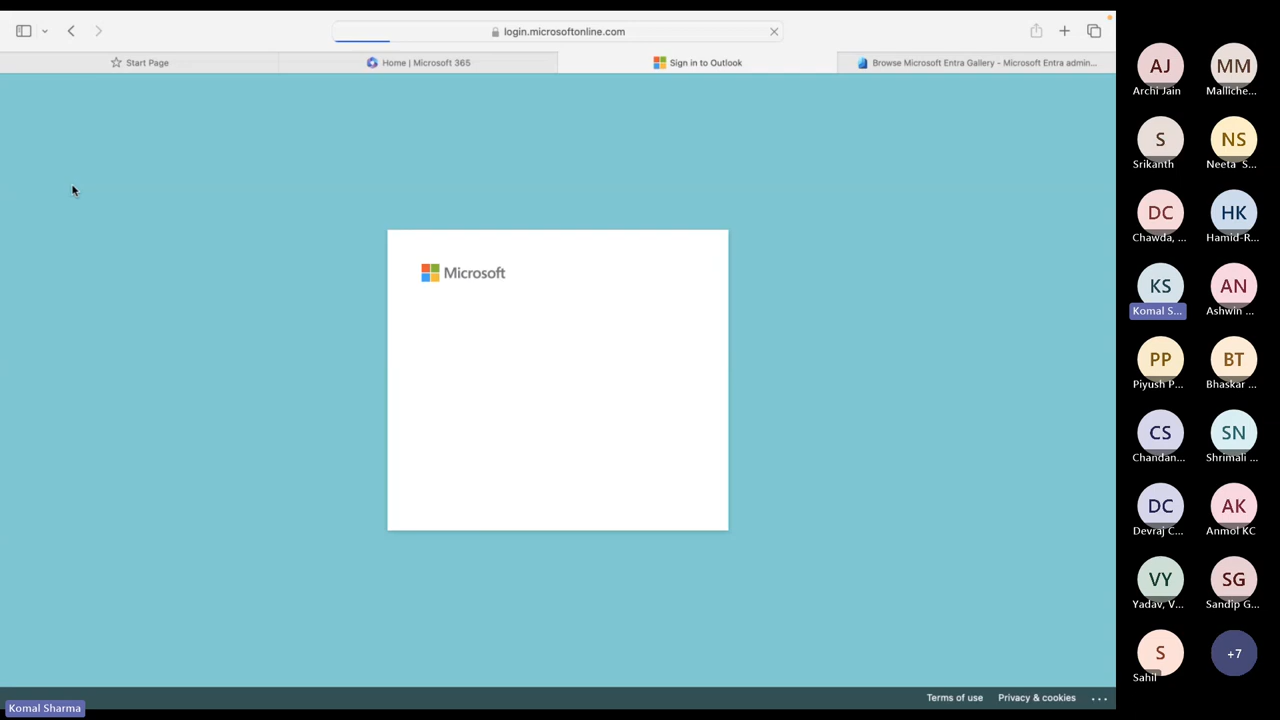 login.microsoftonline.com
Start Page
Home | Microsoft 365
Sign in to Outlook
Browse Microsoft Entra Gallery - Microsoft Entra admin...
Microsoft
Terms of use
Privacy & cookies
...
Komal Sharma
AJ
Archi Jain
MM
Malliche...
S
Srikanth
NS
Neeta S...
DC
Chawda, ...
HK
Hamid-R...
KS
Komal S...
AN
Ashwin ...
PP
Piyush P...
BT
Bhaskar ...
CS
Chandan...
SN
Shrimali ...
DC
Devraj C...
AK
Anmol KC
VY
Yadav, V...
SG
Sandip G...
S
Sahil
+7